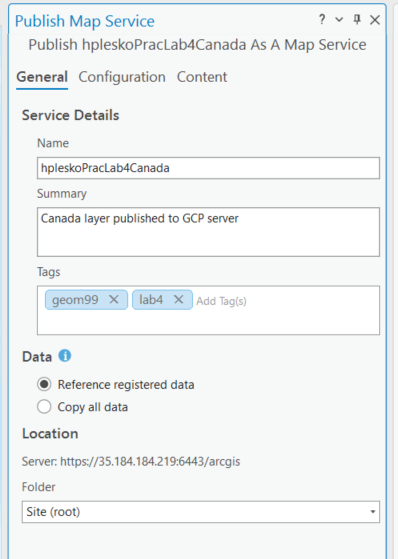 Publish Map Service ?
Publish hpleskoPracLab4Canada As A Map Service
General Configuration Content
Service Details
Name
hpleskoPracLab4Canada
Summary
Canada layer published to GCP server
Tags
geom99 lab4 Add Tag(s)
Data
Reference registered data
Copy all data
Location
Server: https://35.184.184.219:6443/arcgis
Folder
Site (root)